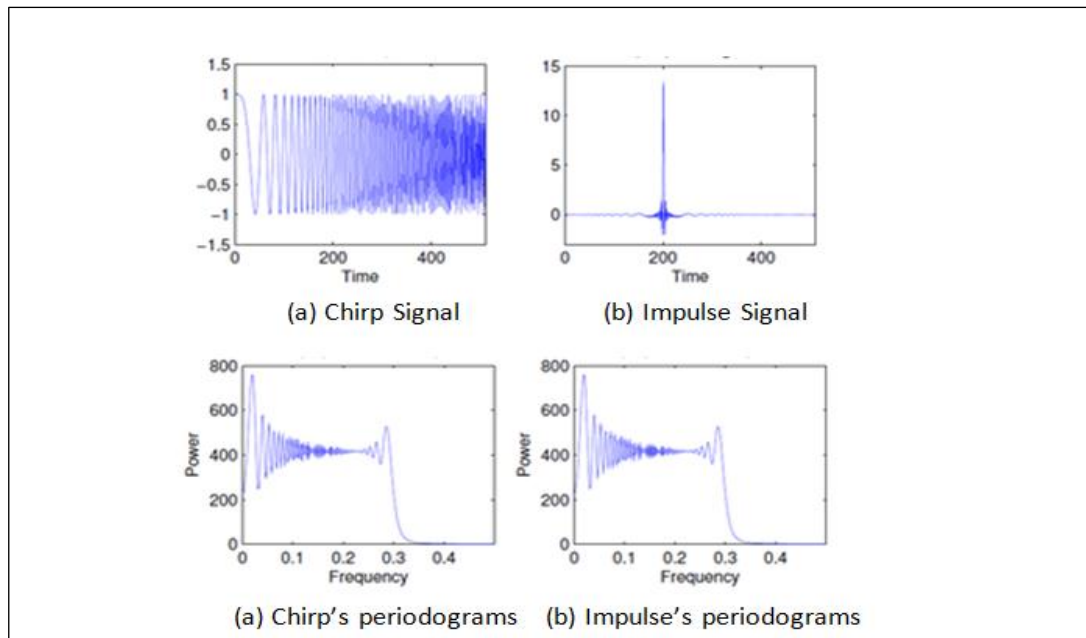 1.5
1
0.5
0
−0.5
−1
−1.5
0 200 400
Time
15
10
5
0
0 200 400
Time
(a) Chirp Signal
(b) Impulse Signal
800
600
400
200
0
Power
0 0.1 0.2 0.3 0.4
Frequency
800
600
400
200
0
Power
0 0.1 0.2 0.3 0.4
Frequency
(a) Chirp’s periodograms
(b) Impulse’s periodograms